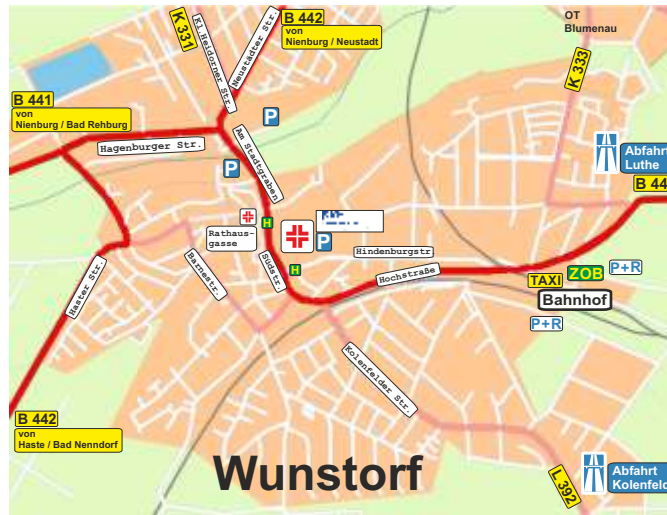 OT
Blumenau
K 331
Kl.Heidorner Str.
Neustädter Str.
B 442
von
Nienburg / Neustadt
K 333
B 441
von
Nienburg / Bad Rehburg
P
Hagenburger Str.
Am Stadtgraben
P
Abfahrt
Luthe
B 44
H
Rathaus-
gasse
P
Hindenburgstr
Barnestr.
Südstr.
H
Hochstraße
TAXI
ZOB
P+R
Bahnhof
P+R
Haster Str.
Kolenfelder Str.
B 442
von
Haste / Bad Nenndorf
Wunstorf
L 392
Abfahrt
Kolenfeld